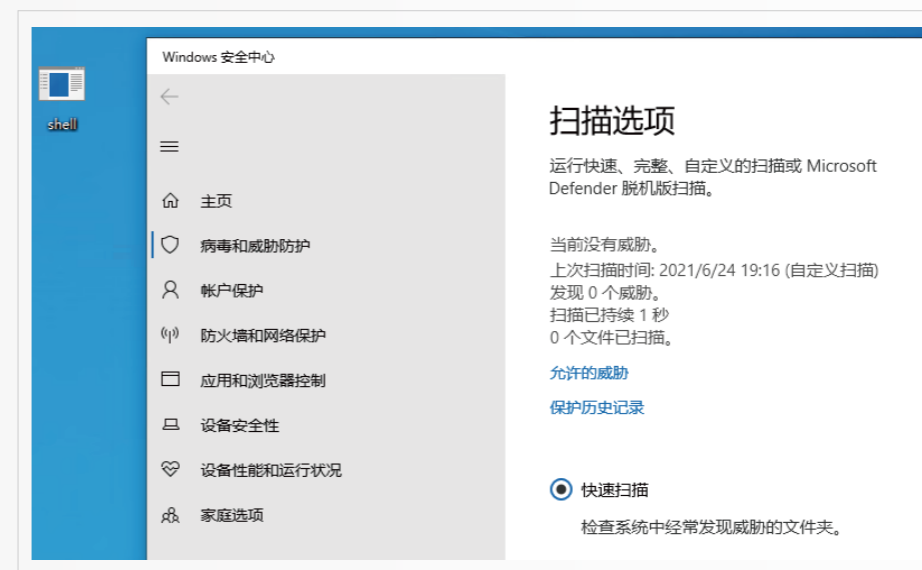 Windows 安全中心
shell
主页
病毒和威胁防护
帐户保护
防火墙和网络保护
应用和浏览器控制
设备安全性
设备性能和运行状况
家庭选项
扫描选项
运行快速、完整、自定义的扫描或 Microsoft
Defender 脱机版扫描。
当前没有威胁。
上次扫描时间: 2021/6/24 19:16 (自定义扫描)
发现 0 个威胁。
扫描已持续 1 秒
0 个文件已扫描。
允许的威胁
保护历史记录
快速扫描
检查系统中经常发现威胁的文件夹。